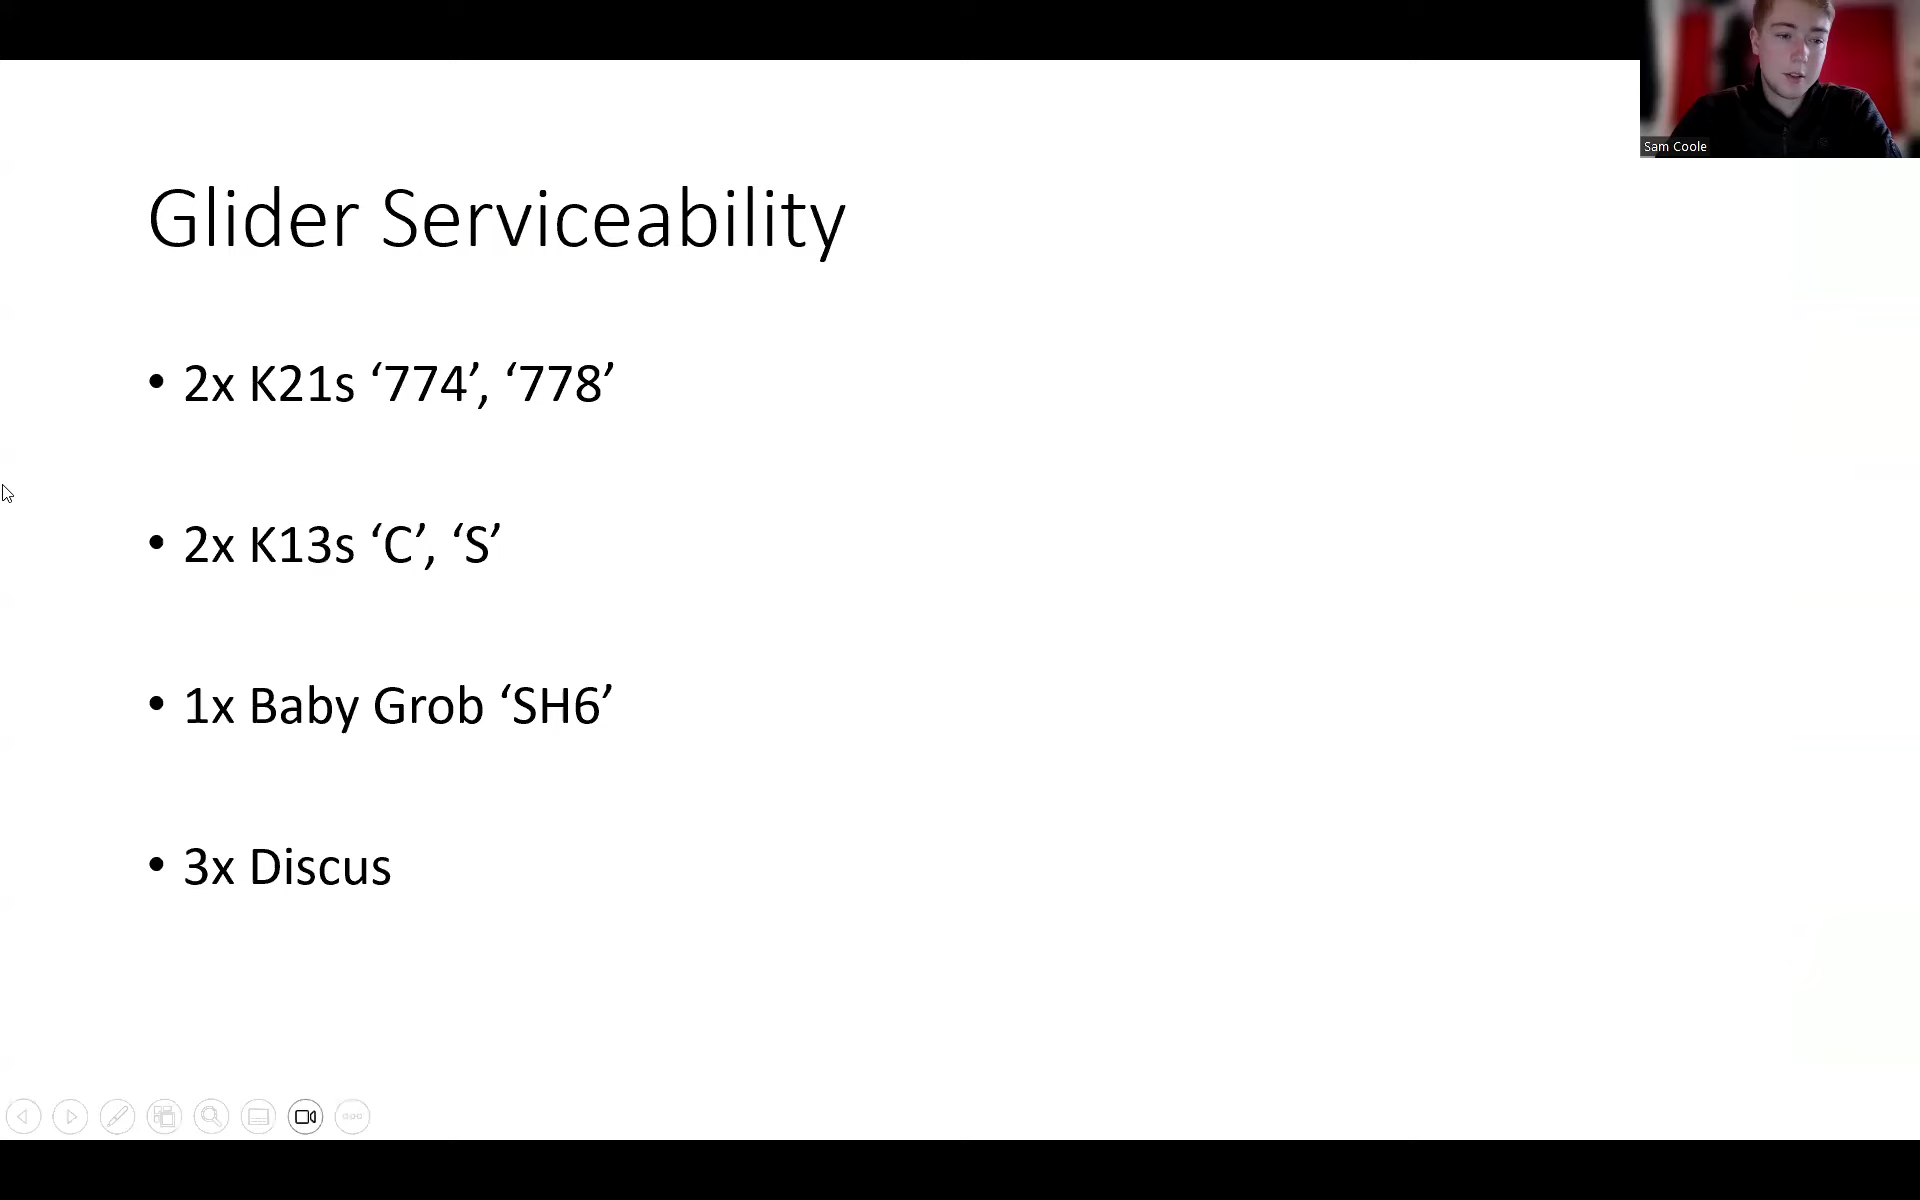 Sam Coole
Glider Serviceability
• 2x K21s ‘774’, ‘778’
• 2x K13s ‘C’, ‘S’
• 1x Baby Grob ‘SH6’
• 3x Discus